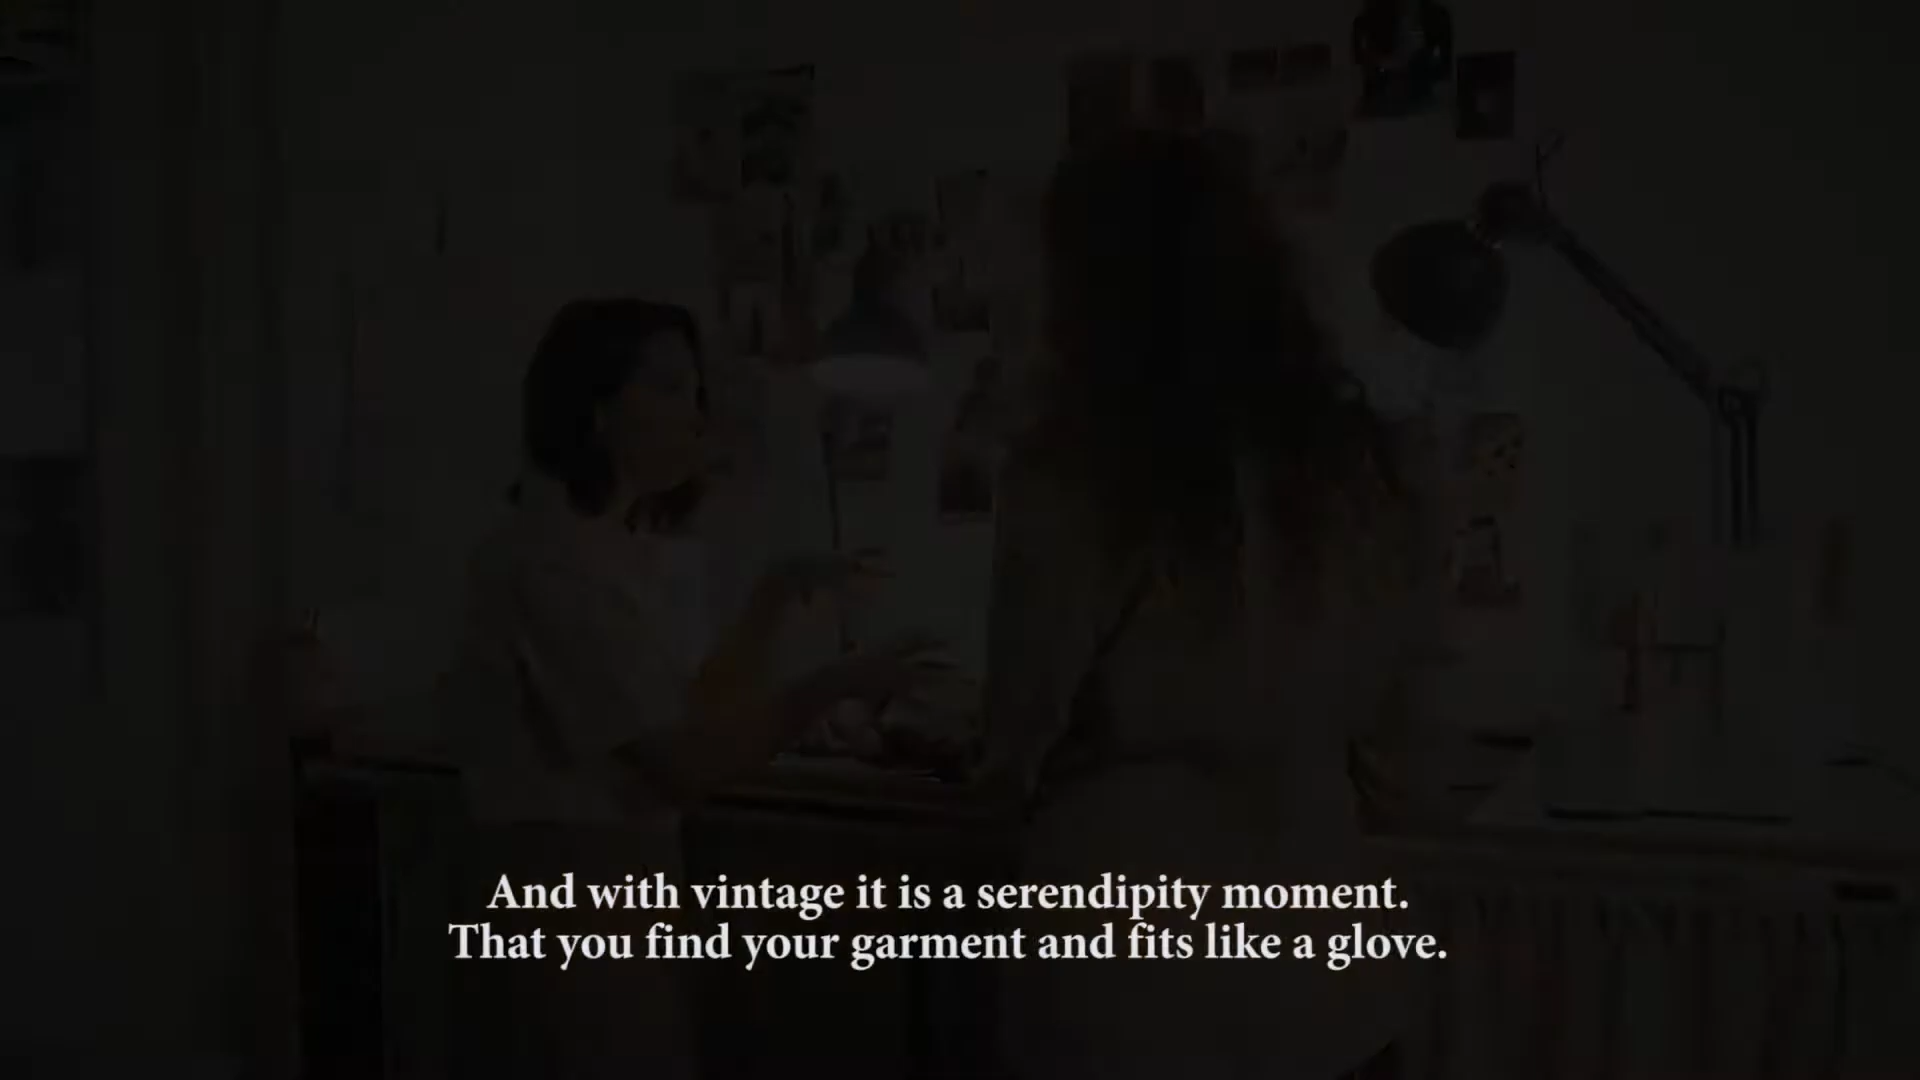 And with vintage it is a serendipity moment.
That you find your garment and fits like a glove.